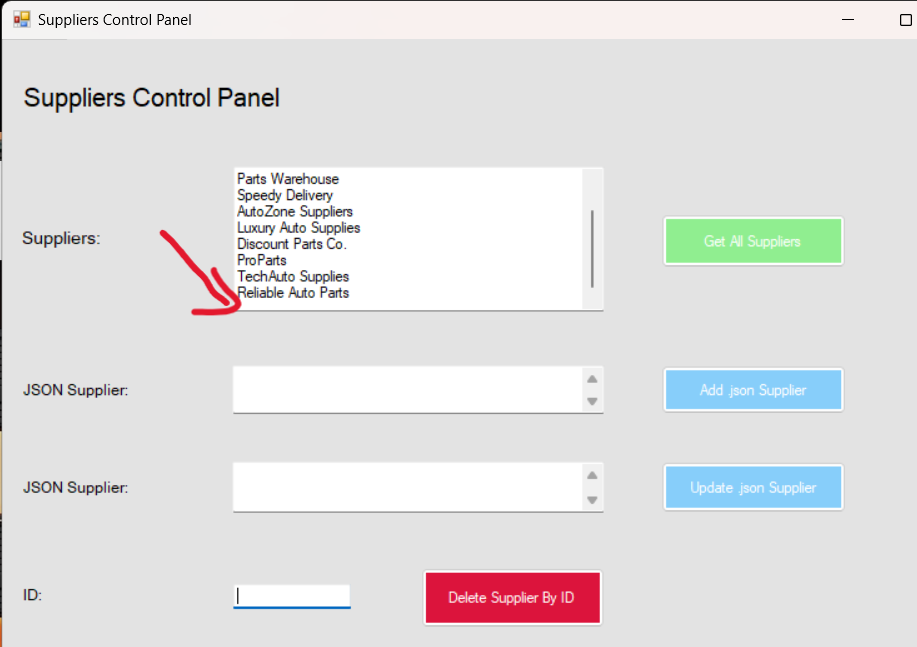 Suppliers Control Panel
Suppliers Control Panel
Suppliers:
Parts Warehouse
Speedy Delivery
AutoZone Suppliers
Luxury Auto Supplies
Discount Parts Co.
ProParts
TechAuto Supplies
Reliable Auto Parts
Get All Suppliers
JSON Supplier:
Add .json Supplier
JSON Supplier:
Update .json Supplier
ID:
Delete Supplier By ID